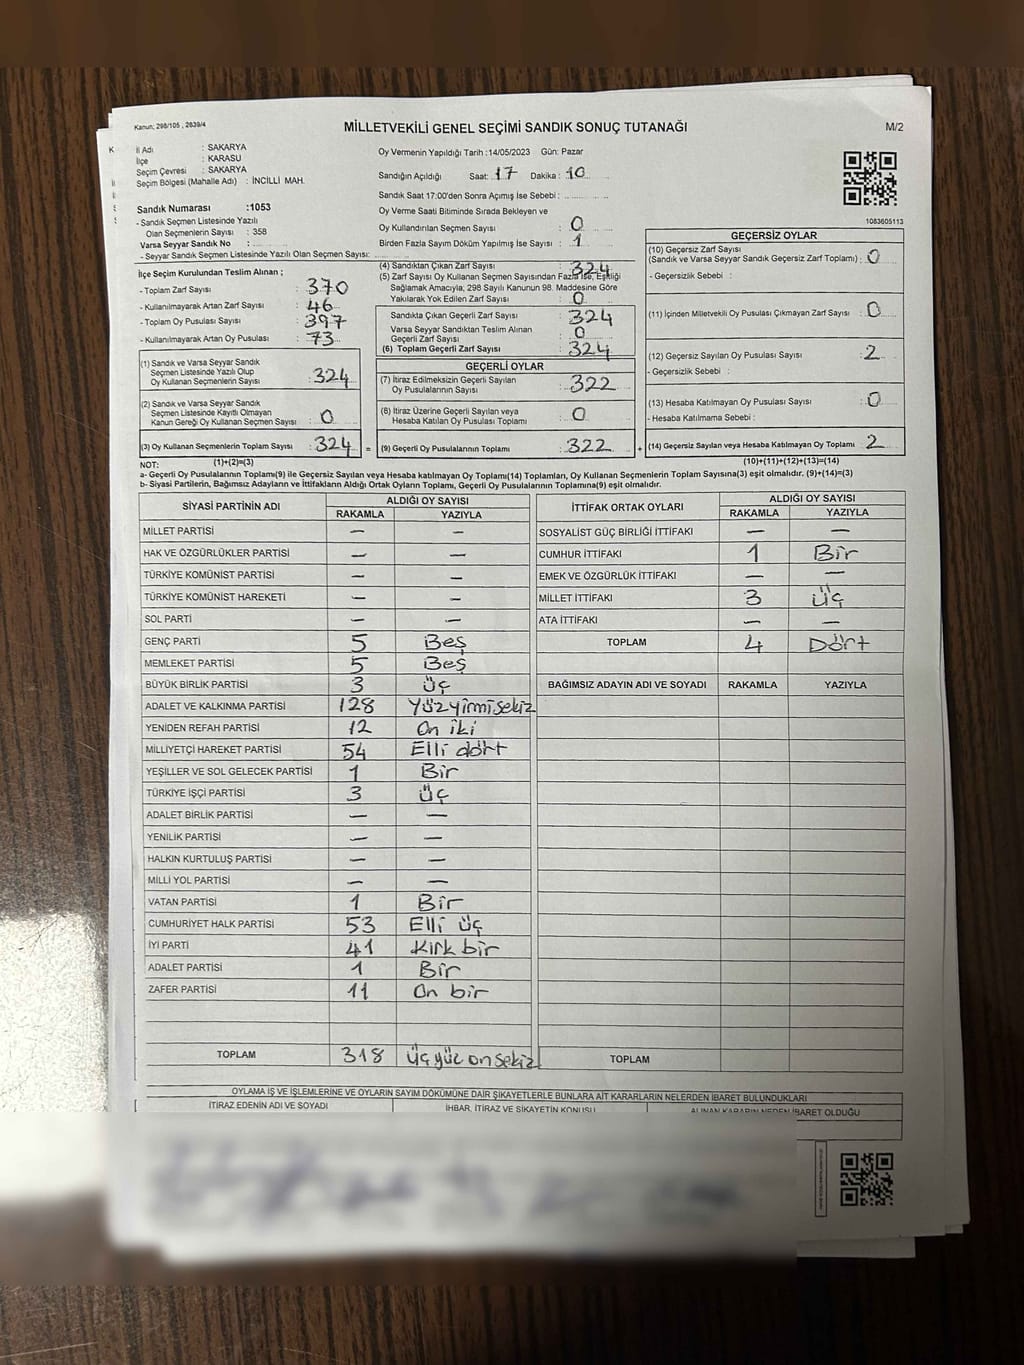 Kanun; 298/105 , 2839/4
MİLLETVEKİLİ GENEL SEÇİMİ SANDIK SONUÇ TUTANAĞI
M/2
İl Adı : SAKARYA
İlçe : KARASU
Seçim Çevresi : SAKARYA
Seçim Bölgesi (Mahalle Adı) : İNCİLLİ MAH.
Sandık Numarası :1053
- Sandık Seçmen Listesinde Yazılı
Olan Seçmenlerin Sayısı : 358
Varsa Seyyar Sandık No :
- Seyyar Sandık Seçmen Listesinde Yazılı Olan Seçmen Sayısı:
İlçe Seçim Kurulundan Teslim Alınan ;
- Toplam Zarf Sayısı : 370
- Kullanılmayarak Artan Zarf Sayısı : 46
- Toplam Oy Pusulası Sayısı : 397
- Kullanılmayarak Artan Oy Pusulası : 73
(1) Sandık ve Varsa Seyyar Sandık
Seçmen Listesinde Yazılı Olup
Oy Kullanan Seçmenlerin Sayısı : 324
(2) Sandık ve Varsa Seyyar Sandık
Seçmen Listesinde Kayıtlı Olmayan
Kanun Gereği Oy Kullanan Seçmen Sayısı : 0
(3) Oy Kullanan Seçmenlerin Toplam Sayısı : 324 =
(1)+(2)=(3)
Oy Vermenin Yapıldığı Tarih :14/05/2023 Gün: Pazar
Sandığın Açıldığı Saat: 17 Dakika : 10
Sandık Saat 17:00'den Sonra Açımış İse Sebebi :
Oy Verme Saati Bitiminde Sırada Bekleyen ve
Oy Kullandırılan Seçmen Sayısı : 0
Birden Fazla Sayım Döküm Yapılmış İse Sayısı : 1
(4) Sandıktan Çıkan Zarf Sayısı : 324
(5) Zarf Sayısı Oy Kullanan Seçmen Sayısından Fazla İse, Eşitliği
Sağlamak Amacıyla, 298 Sayılı Kanunun 98. Maddesine Göre
Yakılarak Yok Edilen Zarf Sayısı : 0
Sandıkta Çıkan Geçerli Zarf Sayısı : 324
Varsa Seyyar Sandıktan Teslim Alınan
Geçerli Zarf Sayısı : 0
(6) Toplam Geçerli Zarf Sayısı : 324
GEÇERLİ OYLAR
(7) İtiraz Edilmeksizin Geçerli Sayılan
Oy Pusulalarının Sayısı : 322
(8) İtiraz Üzerine Geçerli Sayılan veya
Hesaba Katılan Oy Pusulaları Toplamı : 0
(9) Geçerli Oy Pusulalarının Toplamı : 322 +
1083605113
GEÇERSİZ OYLAR
(10) Geçersiz Zarf Sayısı
(Sandık ve Varsa Seyyar Sandık Geçersiz Zarf Toplamı) : 0
- Geçersizlik Sebebi :
(11) İçinden Milletvekili Oy Pusulası Çıkmayan Zarf Sayısı : 0
(12) Geçersiz Sayılan Oy Pusulası Sayısı : 2
- Geçersizlik Sebebi :
(13) Hesaba Katılmayan Oy Pusulası Sayısı : 0
- Hesaba Katılmama Sebebi :
(14) Geçersiz Sayılan veya Hesaba Katılmayan Oy Toplamı : 2
(10)+(11)+(12)+(13)=(14)
NOT:
a- Geçerli Oy Pusulalarının Toplamı(9) ile Geçersiz Sayılan veya Hesaba katılmayan Oy Toplamı(14) Toplamları, Oy Kullanan Seçmenlerin Toplam Sayısına(3) eşit olmalıdır. (9)+(14)=(3)
b- Siyasi Partilerin, Bağımsız Adayların ve İttifakların Aldığı Ortak Oyların Toplamı, Geçerli Oy Pusulalarının Toplamına(9) eşit olmalıdır.
SİYASİ PARTİNİN ADI ALDIĞI OY SAYISI
RAKAMLA YAZIYLA
MİLLET PARTİSİ — —
HAK VE ÖZGÜRLÜKLER PARTİSİ — —
TÜRKİYE KOMÜNİST PARTİSİ — —
TÜRKİYE KOMÜNİST HAREKETİ — —
SOL PARTİ — —
GENÇ PARTİ 5 Beş
MEMLEKET PARTİSİ 5 Beş
BÜYÜK BİRLİK PARTİSİ 3 üç
ADALET VE KALKINMA PARTİSİ 128 Yüzyirmisekiz
YENİDEN REFAH PARTİSİ 12 On iki
MİLLİYETÇİ HAREKET PARTİSİ 54 Elli dört
YEŞİLLER VE SOL GELECEK PARTİSİ 1 Bir
TÜRKİYE İŞÇİ PARTİSİ 3 üç
ADALET BİRLİK PARTİSİ — —
YENİLİK PARTİSİ — —
HALKIN KURTULUŞ PARTİSİ — —
MİLLİ YOL PARTİSİ — —
VATAN PARTİSİ 1 Bir
CUMHURİYET HALK PARTİSİ 53 Elli üç
İYİ PARTİ 41 Kırk bir
ADALET PARTİSİ 1 Bir
ZAFER PARTİSİ 11 On bir
TOPLAM 318 üçyüz onsekiz
İTTİFAK ORTAK OYLARI ALDIĞI OY SAYISI
RAKAMLA YAZIYLA
SOSYALİST GÜÇ BİRLİĞİ İTTİFAKI — —
CUMHUR İTTİFAKI 1 Bir
EMEK VE ÖZGÜRLÜK İTTİFAKI — —
MİLLET İTTİFAKI 3 üç
ATA İTTİFAKI — —
TOPLAM 4 Dört
BAĞIMSIZ ADAYIN ADI VE SOYADI RAKAMLA YAZIYLA
TOPLAM
OYLAMA İŞ VE İŞLEMLERİNE VE OYLARIN SAYIM DÖKÜMÜNE DAİR ŞİKAYETLERLE BUNLARA AİT KARARLARIN NELERDEN İBARET BULUNDUKLARI
İTİRAZ EDENİN ADI VE SOYADI İHBAR, İTİRAZ VE ŞİKAYETİN KONUSU ALINAN KARARIN NEDEN İBARET OLDUĞU